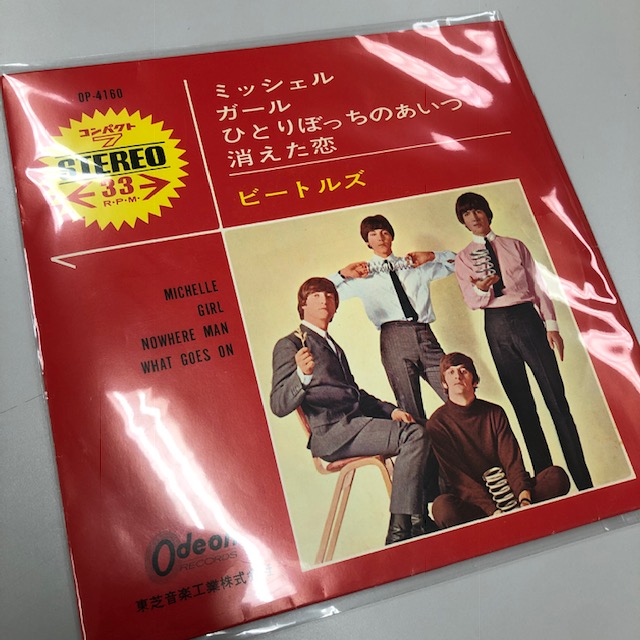 OP-4160
コンパクト
7
STEREO
33
R・P・M・
ミッシェル
ガール
ひとりぼっちのあいつ
消えた恋
ビートルズ
MICHELLE
GIRL
NOWHERE MAN
WHAT GOES ON
Odeon
RECORDS
東芝音楽工業株式